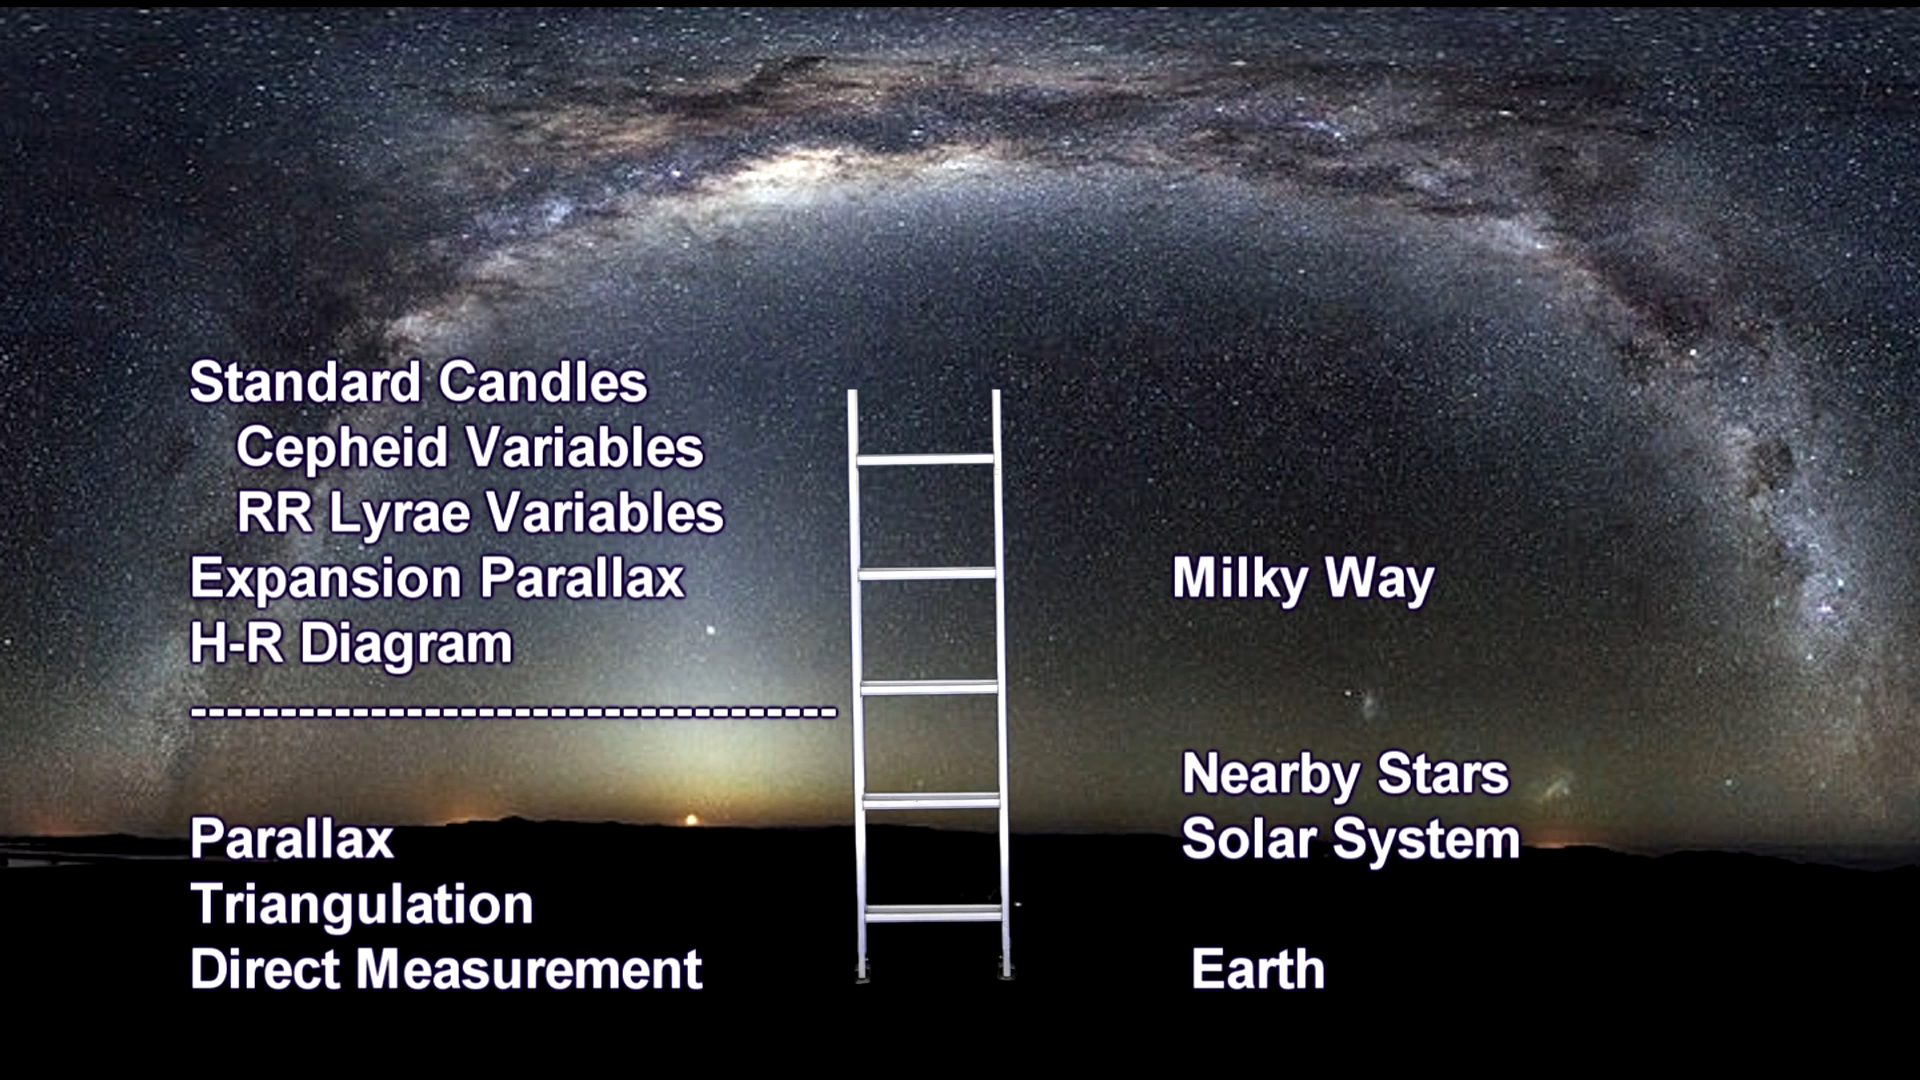 Standard Candles
Cepheid Variables
RR Lyrae Variables
Expansion Parallax
H-R Diagram
------------------------------------
Parallax
Triangulation
Direct Measurement
Milky Way
Nearby Stars
Solar System
Earth